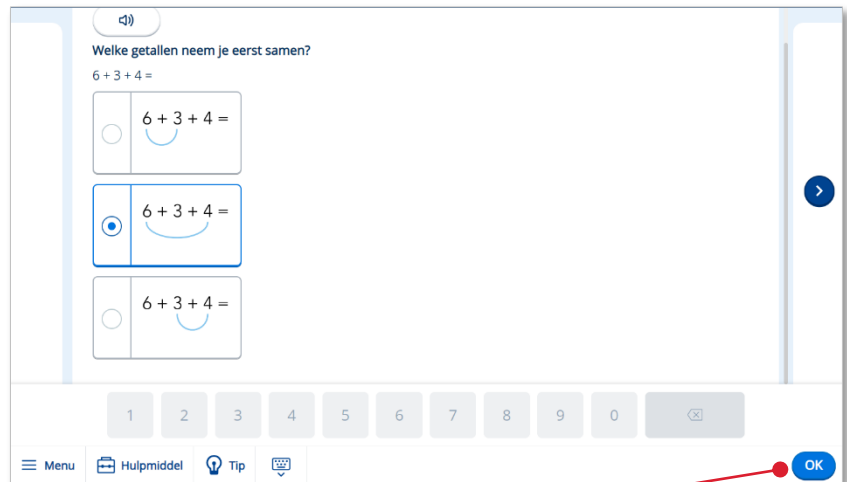 Welke getallen neem je eerst samen?
6 + 3 + 4 =
6 + 3 + 4 =
6 + 3 + 4 =
6 + 3 + 4 =
1 2 3 4 5 6 7 8 9 0
Menu Hulpmiddel Tip OK